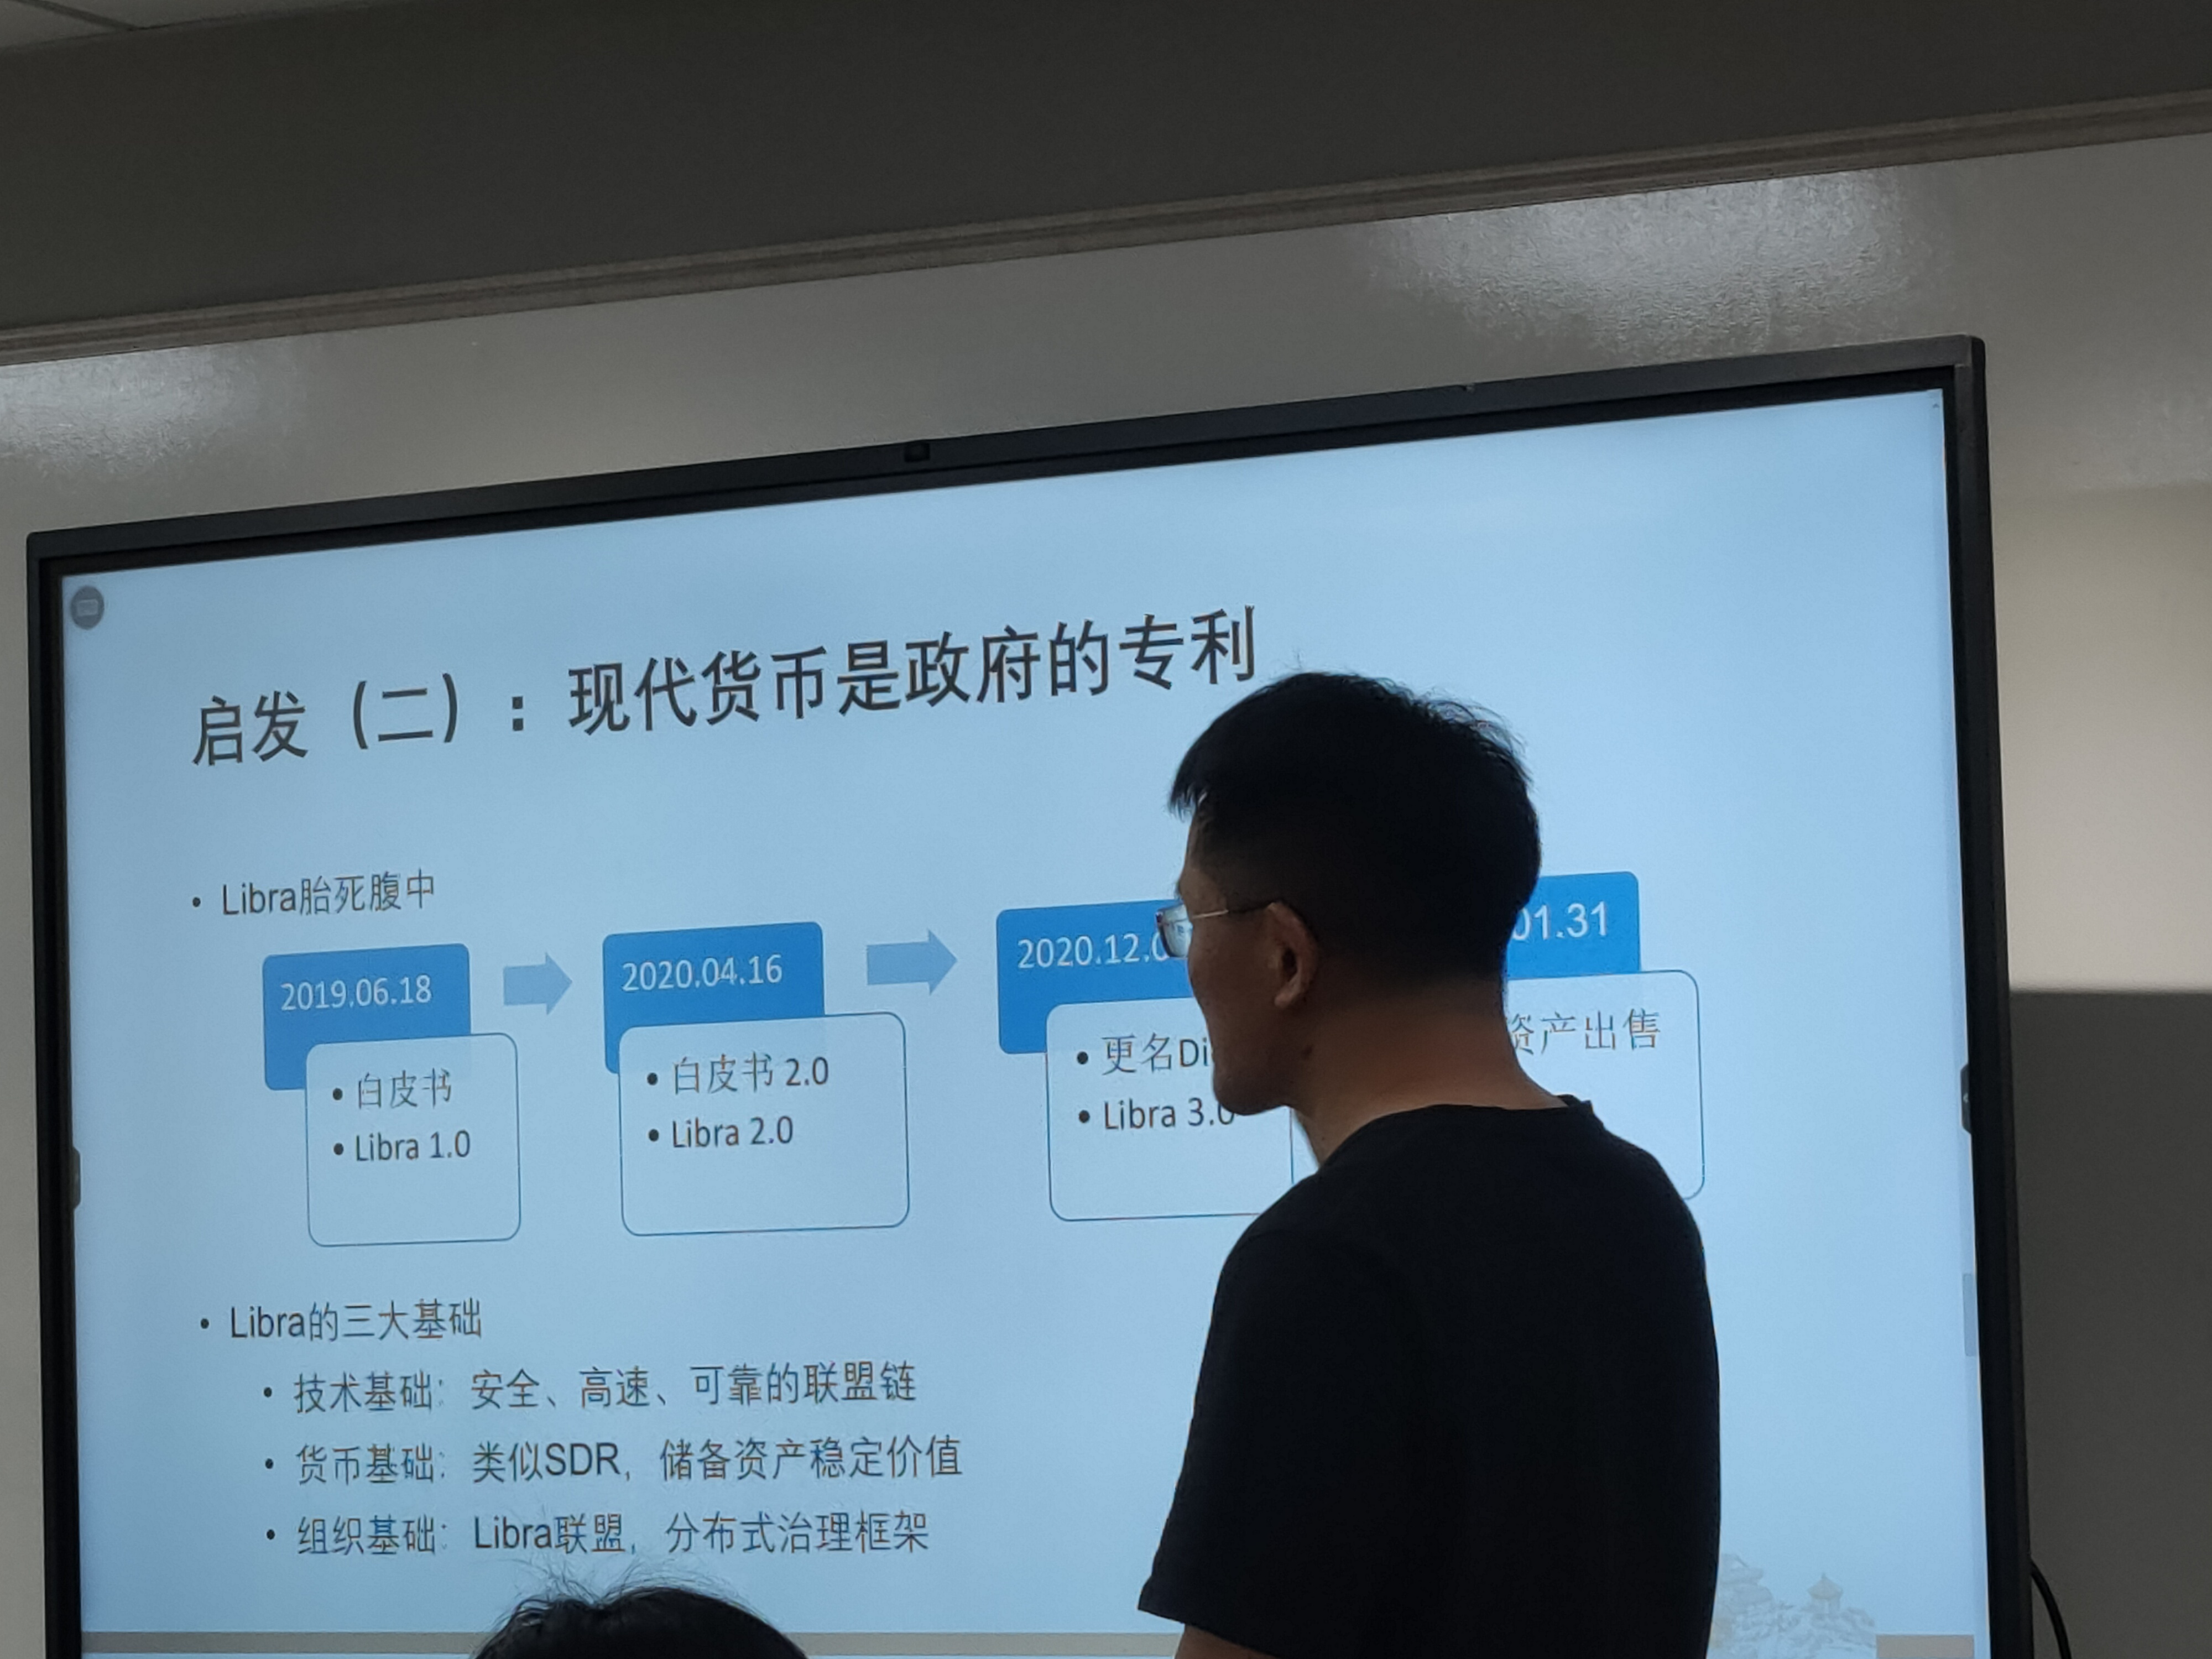 启发（二）：现代货币是政府的专利
• Libra胎死腹中
2019.06.18
• 白皮书
• Libra 1.0
2020.04.16
• 白皮书 2.0
• Libra 2.0
2020.12.0
• 更名Di
• Libra 3.0
01.31
资产出售
• Libra的三大基础
• 技术基础：安全、高速、可靠的联盟链
• 货币基础：类似SDR，储备资产稳定价值
• 组织基础：Libra联盟，分布式治理框架